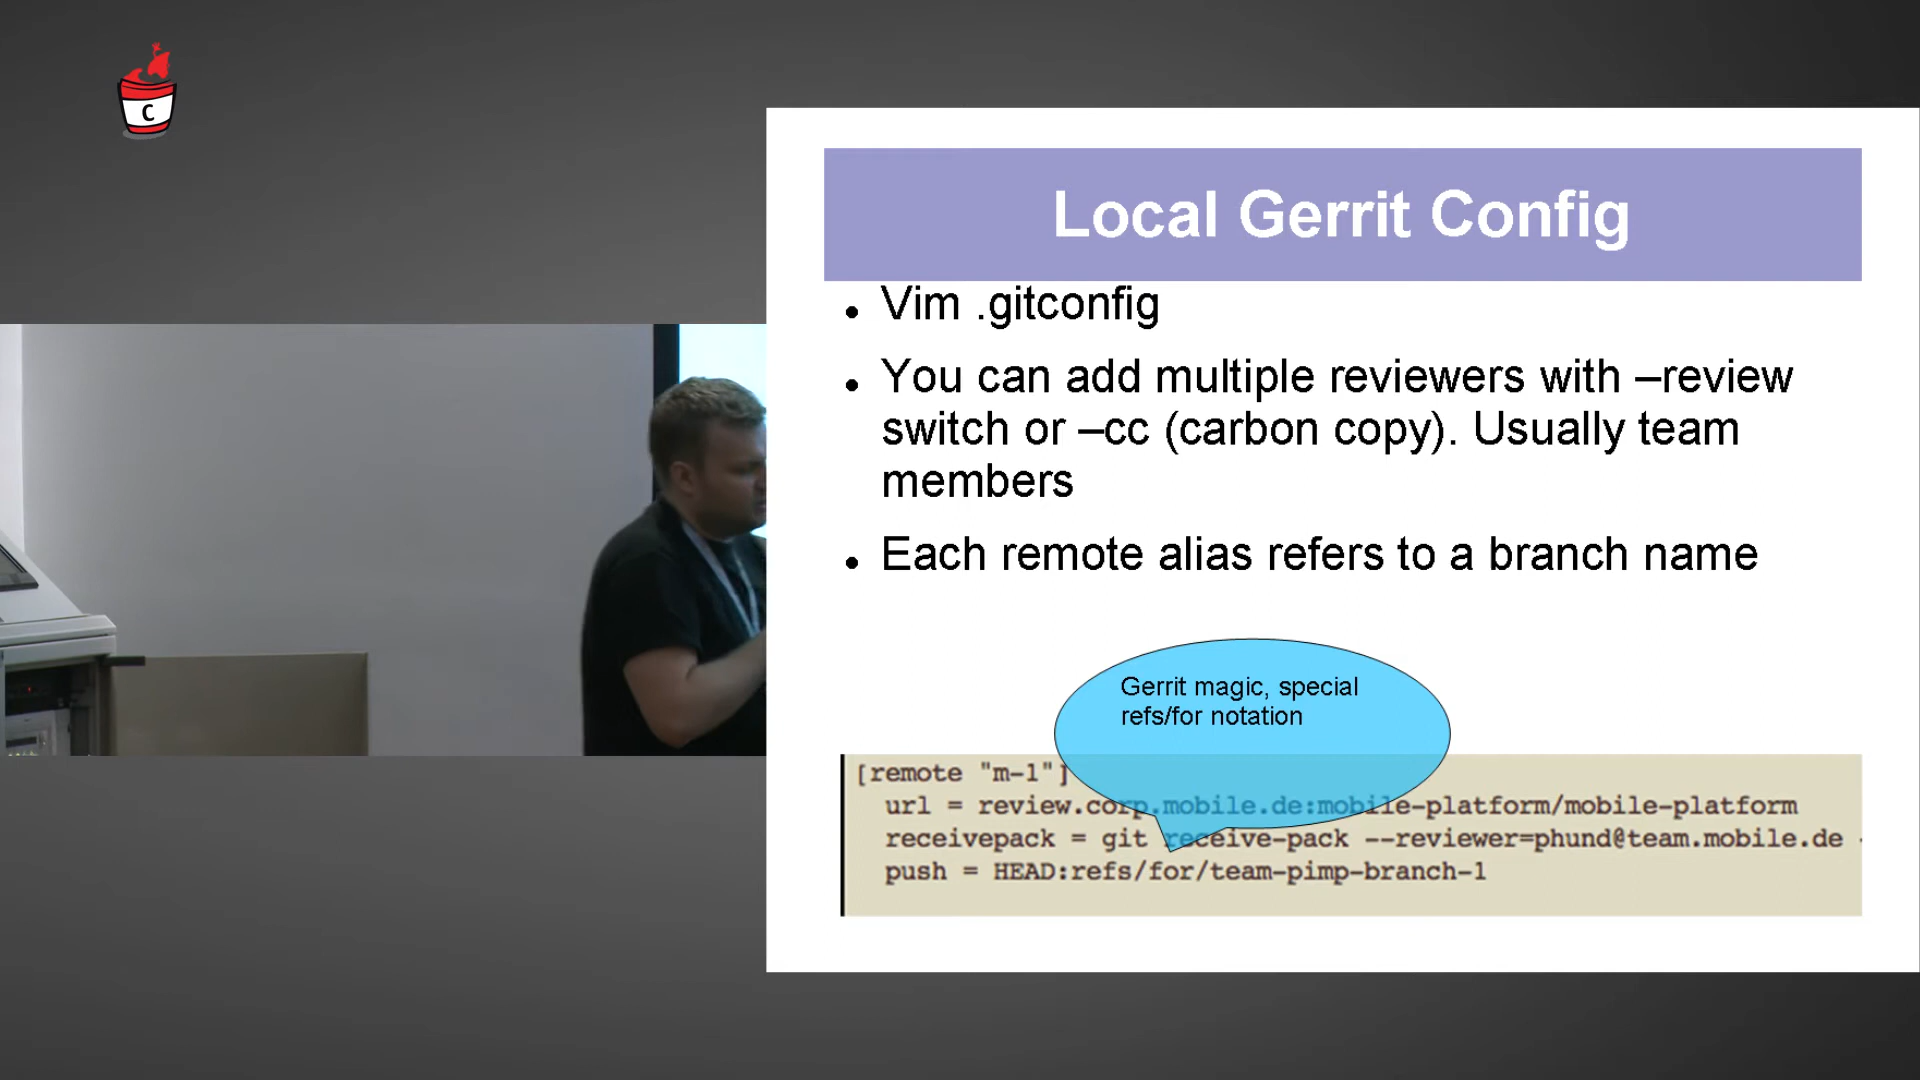 C
Local Gerrit Config
Vim .gitconfig
You can add multiple reviewers with –review
switch or –cc (carbon copy). Usually team
members
Each remote alias refers to a branch name
Gerrit magic, special
refs/for notation
[remote "m-1"]
url = review.corp.mobile.de:mobile-platform/mobile-platform
receivepack = git receive-pack --reviewer=phund@team.mobile.de
push = HEAD:refs/for/team-pimp-branch-1